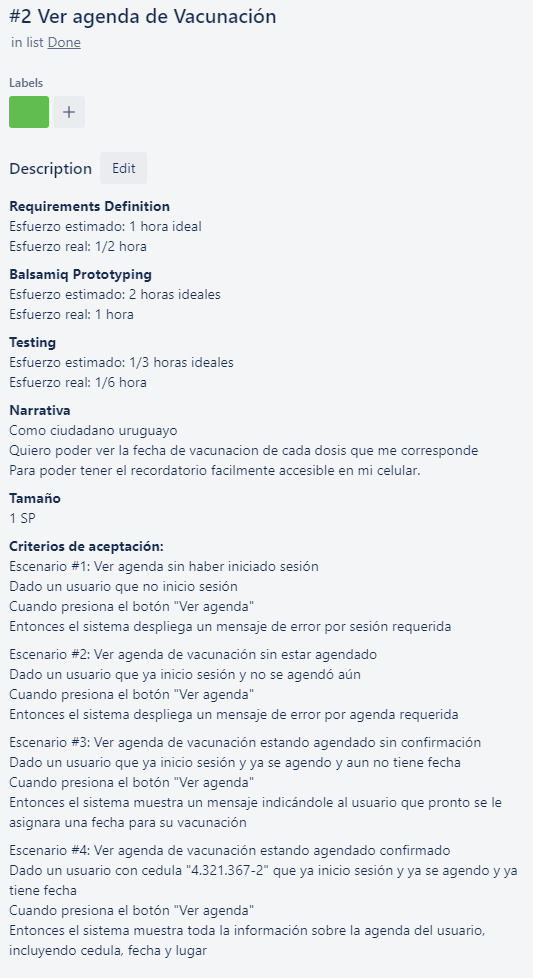 #2 Ver agenda de Vacunación
in list Done
Labels
+
Description Edit
Requirements Definition
Esfuerzo estimado: 1 hora ideal
Esfuerzo real: 1/2 hora
Balsamiq Prototyping
Esfuerzo estimado: 2 horas ideales
Esfuerzo real: 1 hora
Testing
Esfuerzo estimado: 1/3 horas ideales
Esfuerzo real: 1/6 hora
Narrativa
Como ciudadano uruguayo
Quiero poder ver la fecha de vacunacion de cada dosis que me corresponde
Para poder tener el recordatorio facilmente accesible en mi celular.
Tamaño
1 SP
Criterios de aceptación:
Escenario #1: Ver agenda sin haber iniciado sesión
Dado un usuario que no inicio sesión
Cuando presiona el botón "Ver agenda"
Entonces el sistema despliega un mensaje de error por sesión requerida
Escenario #2: Ver agenda de vacunación sin estar agendado
Dado un usuario que ya inicio sesión y no se agendó aún
Cuando presiona el botón "Ver agenda"
Entonces el sistema despliega un mensaje de error por agenda requerida
Escenario #3: Ver agenda de vacunación estando agendado sin confirmación
Dado un usuario que ya inicio sesión y ya se agendo y aun no tiene fecha
Cuando presiona el botón "Ver agenda"
Entonces el sistema muestra un mensaje indicándole al usuario que pronto se le
asignara una fecha para su vacunación
Escenario #4: Ver agenda de vacunación estando agendado confirmado
Dado un usuario con cedula "4.321.367-2" que ya inicio sesión y ya se agendo y ya
tiene fecha
Cuando presiona el botón "Ver agenda"
Entonces el sistema muestra toda la información sobre la agenda del usuario,
incluyendo cedula, fecha y lugar